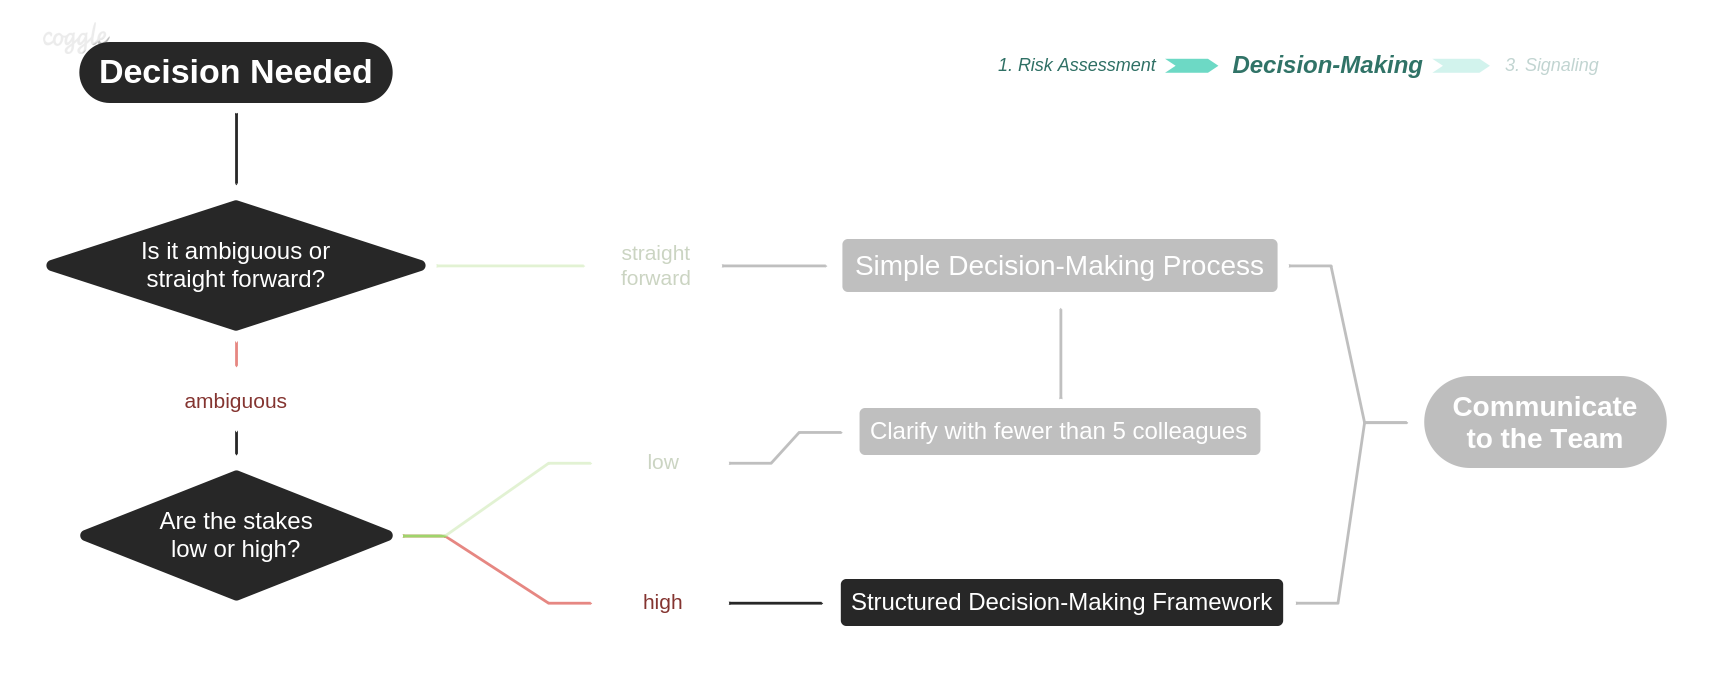 coggle
Decision Needed
1. Risk Assessment
Decision-Making
3. Signaling
Is it ambiguous or
straight forward?
straight
forward
Simple Decision-Making Process
ambiguous
Communicate
to the Team
Clarify with fewer than 5 colleagues
low
Are the stakes
low or high?
high
Structured Decision-Making Framework